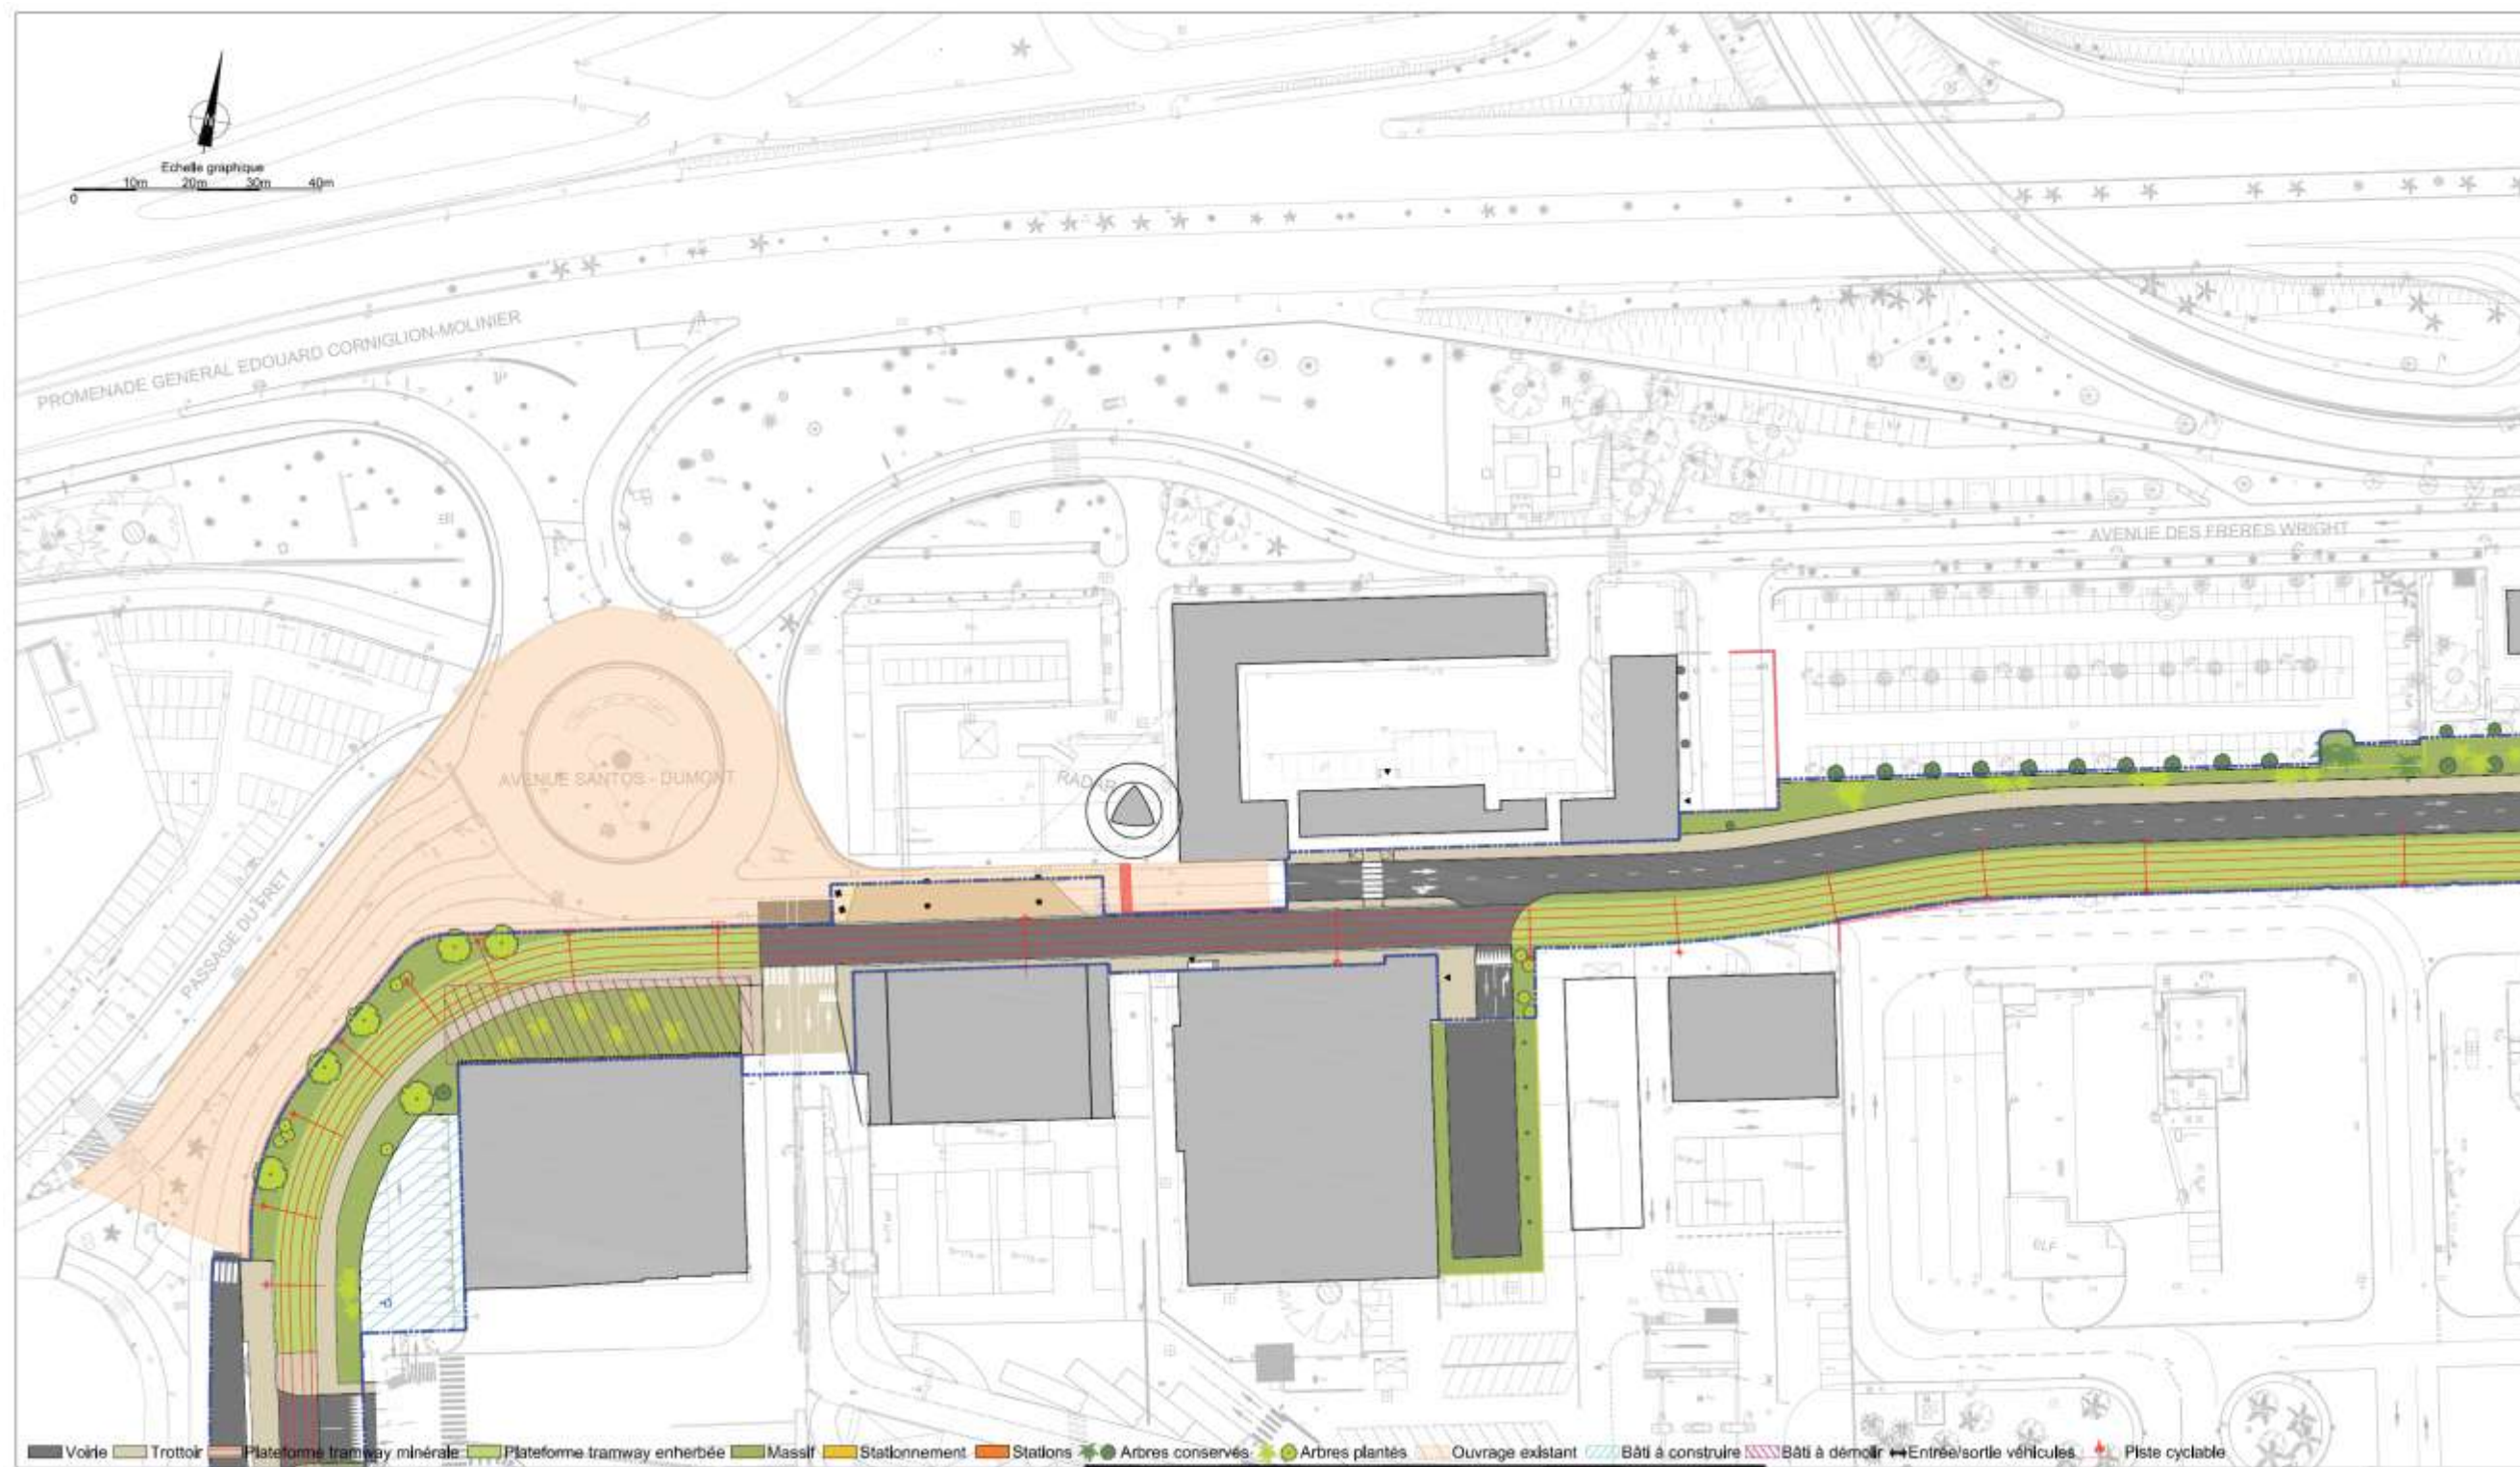 N
Echelle graphique
0 10m 20m 30m 40m
PROMENADE GENERAL EDOUARD CORNIGLION-MOLINIER
AVENUE DES FRERES WRIGHT
AVENUE SANTOS - DUMONT
RADAR
PASSAGE DU FRET
ELF
Voirie Trottoir Plateforme tramway minérale Plateforme tramway enherbée Massif Stationnement Stations Arbres conservés Arbres plantés Ouvrage existant Bâti à construire Bâti à démolir Entrée/sortie véhicules Piste cyclable